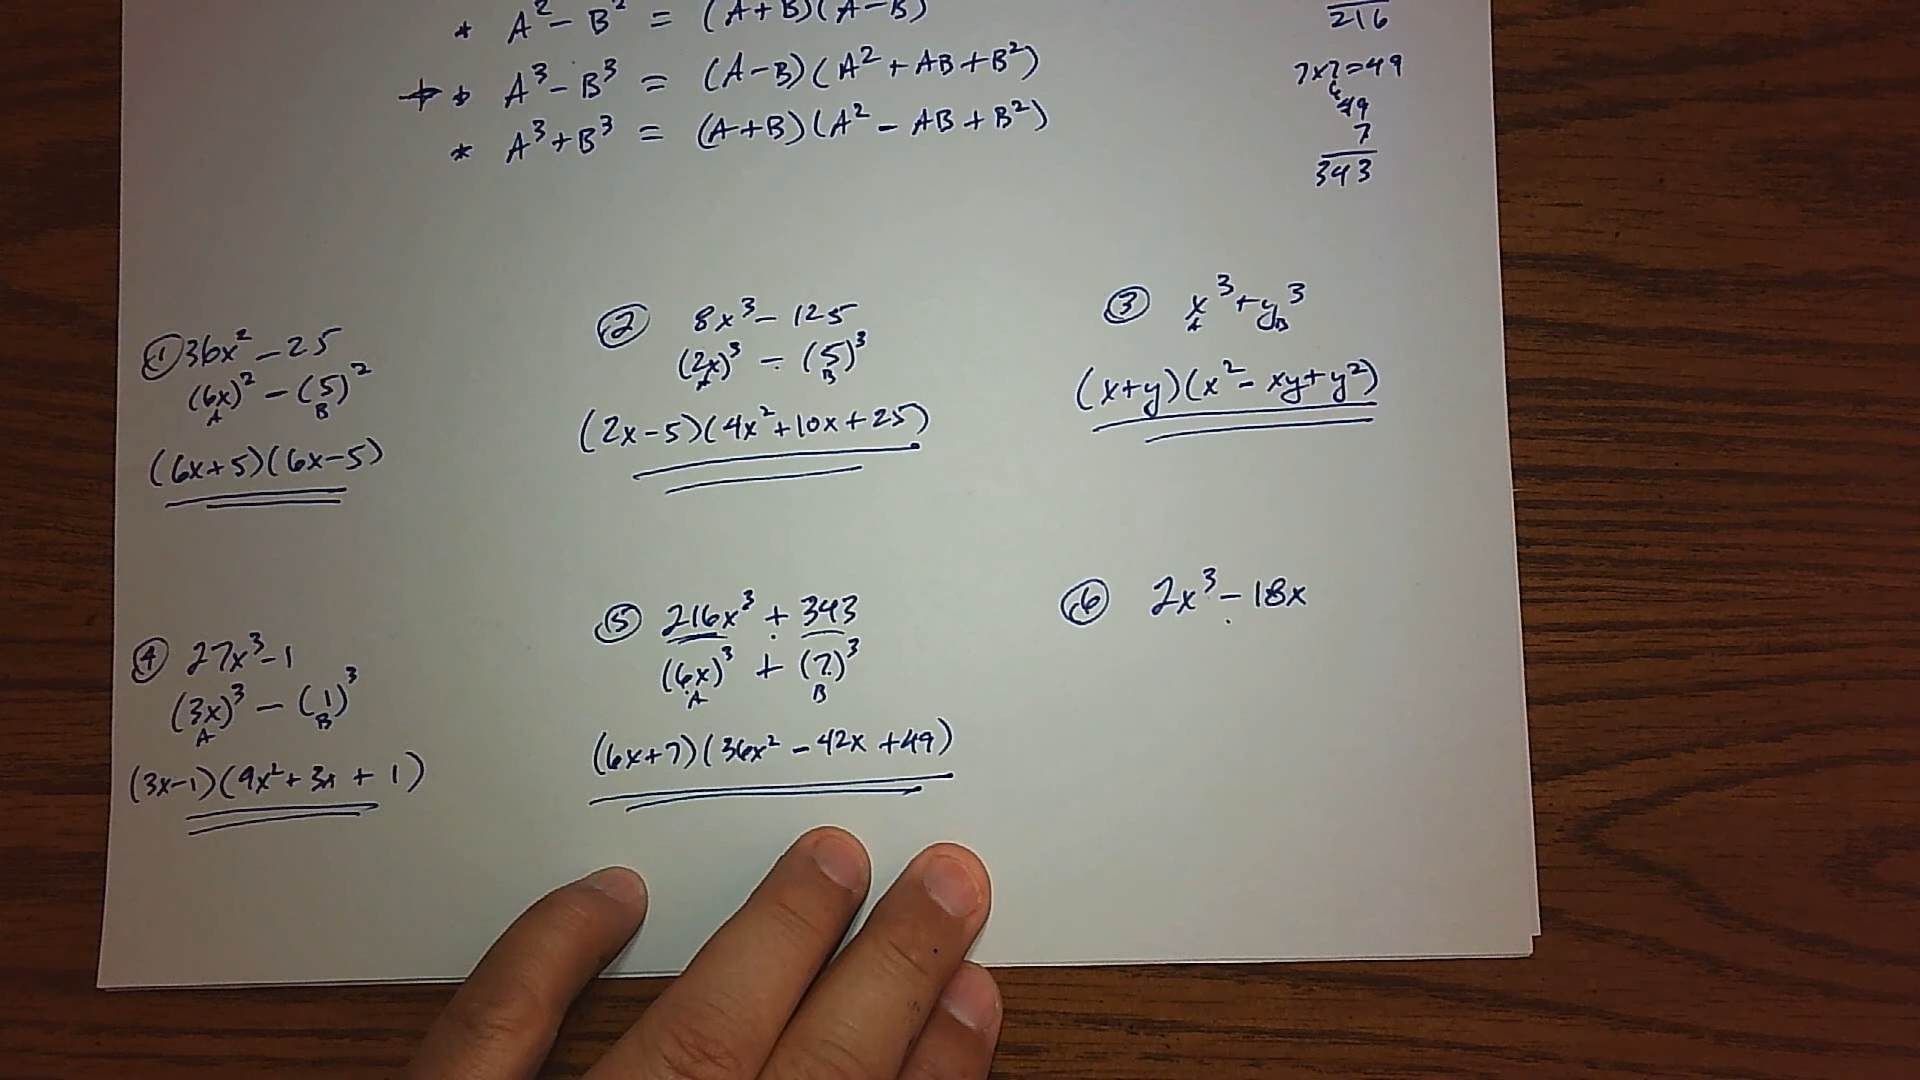 * A² - B² = (A+B)(A-B)
* * A³ - B³ = (A-B)(A² + AB + B²)
* A³ + B³ = (A+B)(A² - AB + B²)
216
7x7=49
49
7
343
① 36x² - 25
(6x)² - (5)²
A B
(6x+5)(6x-5)
② 8x³ - 125
(2x)³ - (5)³
A B
(2x-5)(4x²+10x+25)
③ x³ + y³
A B
(x+y)(x² - xy + y²)
④ 27x³ - 1
(3x)³ - (1)³
A B
(3x-1)(9x² + 3x + 1)
⑤ 216x³ + 343
(6x)³ + (7)³
A B
(6x+7)(36x² - 42x + 49)
⑥ 2x³ - 18x